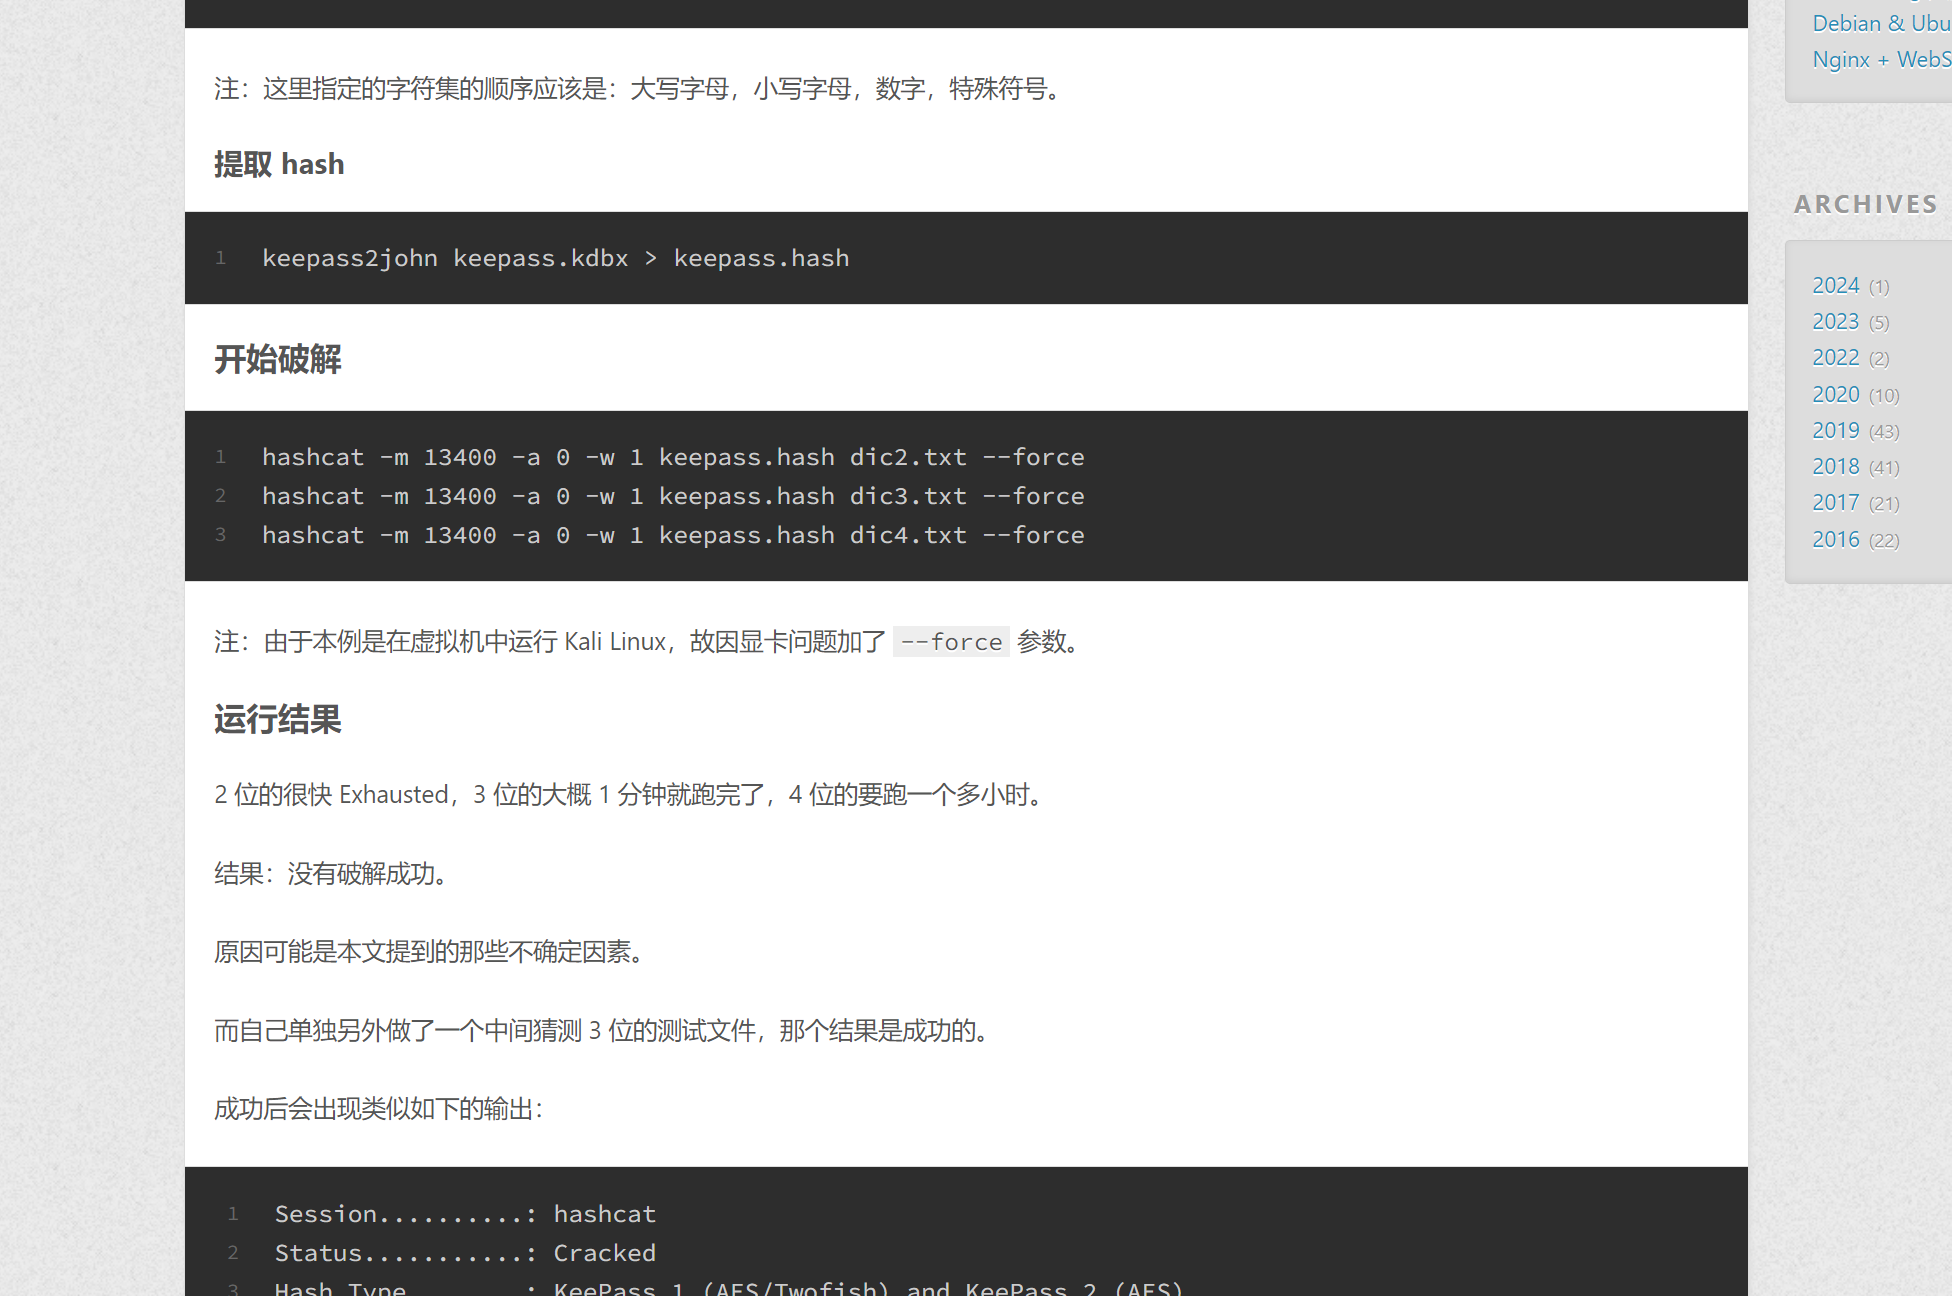 注：这里指定的字符集的顺序应该是：大写字母，小写字母，数字，特殊符号。
提取 hash
1 keepass2john keepass.kdbx > keepass.hash
开始破解
1 hashcat -m 13400 -a 0 -w 1 keepass.hash dic2.txt --force
2 hashcat -m 13400 -a 0 -w 1 keepass.hash dic3.txt --force
3 hashcat -m 13400 -a 0 -w 1 keepass.hash dic4.txt --force
注：由于本例是在虚拟机中运行 Kali Linux，故因显卡问题加了 --force 参数。
运行结果
2 位的很快 Exhausted，3 位的大概 1 分钟就跑完了，4 位的要跑一个多小时。
结果：没有破解成功。
原因可能是本文提到的那些不确定因素。
而自己单独另外做了一个中间猜测 3 位的测试文件，那个结果是成功的。
成功后会出现类似如下的输出：
1 Session..........: hashcat
2 Status...........: Cracked
3 Hash Type........: KeePass 1 (AES/Twofish) and KeePass 2 (AES)
Debian & Ubu
Nginx + WebS
ARCHIVES
2024 (1)
2023 (5)
2022 (2)
2020 (10)
2019 (43)
2018 (41)
2017 (21)
2016 (22)